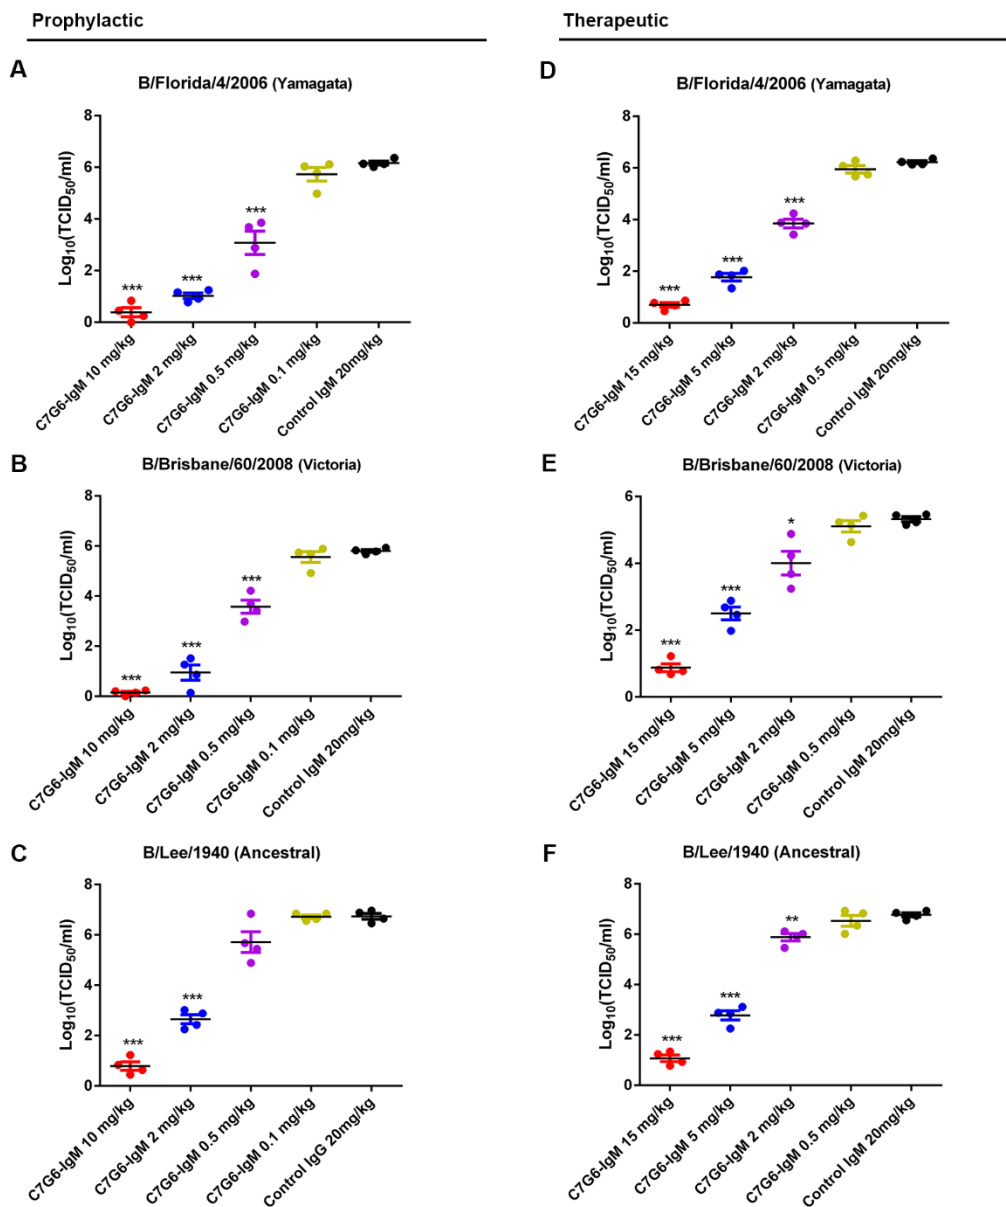 Prophylactic
Therapeutic
A
B/Florida/4/2006 (Yamagata)
Log10(TCID50/ml)
8
6
4
2
0
***
***
***
C7G6-IgM 10 mg/kg
C7G6-IgM 2 mg/kg
C7G6-IgM 0.5 mg/kg
C7G6-IgM 0.1 mg/kg
Control IgM 20mg/kg
D
B/Florida/4/2006 (Yamagata)
Log10(TCID50/ml)
8
6
4
2
0
***
***
***
C7G6-IgM 15 mg/kg
C7G6-IgM 5 mg/kg
C7G6-IgM 2 mg/kg
C7G6-IgM 0.5 mg/kg
Control IgM 20mg/kg
B
B/Brisbane/60/2008 (Victoria)
Log10(TCID50/ml)
8
6
4
2
0
***
***
***
C7G6-IgM 10 mg/kg
C7G6-IgM 2 mg/kg
C7G6-IgM 0.5 mg/kg
C7G6-IgM 0.1 mg/kg
Control IgM 20mg/kg
E
B/Brisbane/60/2008 (Victoria)
Log10(TCID50/ml)
6
4
2
0
***
***
*
C7G6-IgM 15 mg/kg
C7G6-IgM 5 mg/kg
C7G6-IgM 2 mg/kg
C7G6-IgM 0.5 mg/kg
Control IgM 20mg/kg
C
B/Lee/1940 (Ancestral)
Log10(TCID50/ml)
8
6
4
2
0
***
***
C7G6-IgM 10 mg/kg
C7G6-IgM 2 mg/kg
C7G6-IgM 0.5 mg/kg
C7G6-IgM 0.1 mg/kg
Control IgG 20mg/kg
F
B/Lee/1940 (Ancestral)
Log10(TCID50/ml)
8
6
4
2
0
***
***
**
C7G6-IgM 15 mg/kg
C7G6-IgM 5 mg/kg
C7G6-IgM 2 mg/kg
C7G6-IgM 0.5 mg/kg
Control IgM 20mg/kg